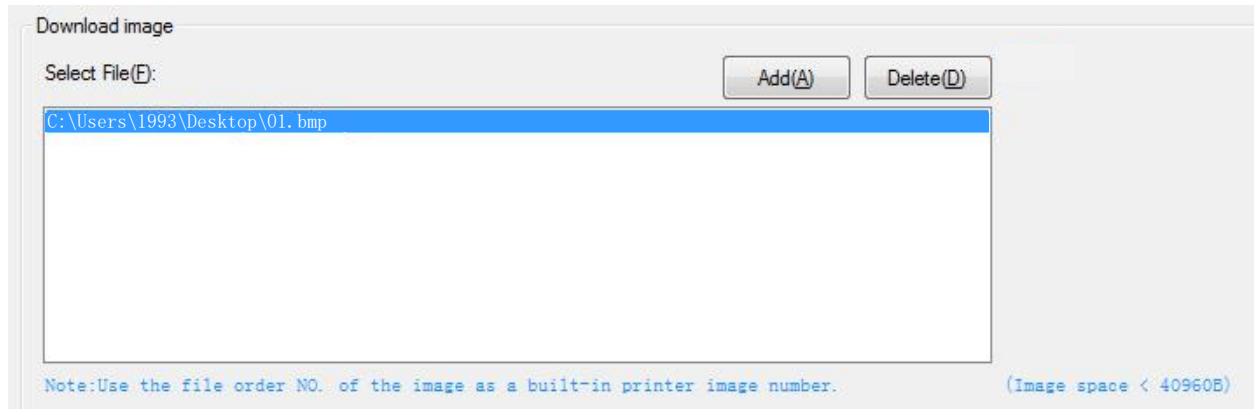 Download image
Select File(F): Add(A) Delete(D)
C:\Users\1993\Desktop\01.bmp
Note:Use the file order NO. of the image as a built-in printer image number. (Image space < 40960B)